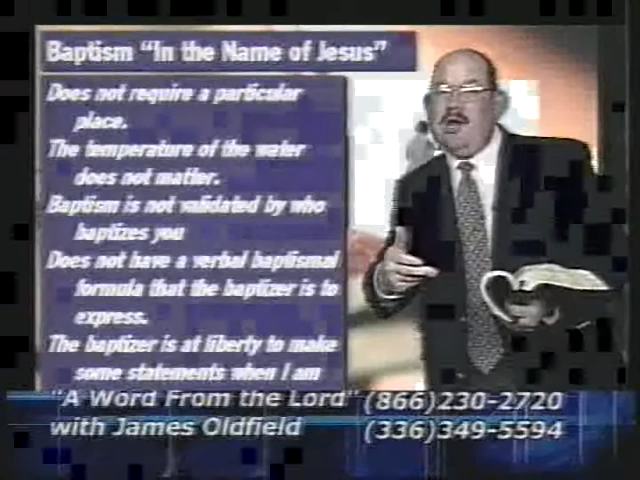 Baptism “In the Name of Jesus”
Does not require a particular
place.
The temperature of the water
does not matter.
Baptism is not validated by who
baptizes you
Does not have a verbal baptismal
formula that the baptizer is to
express.
The baptizer is at liberty to make
some statements when I am
"A Word From the Lord" (866)230-2720
with James Oldfield (336)349-5594